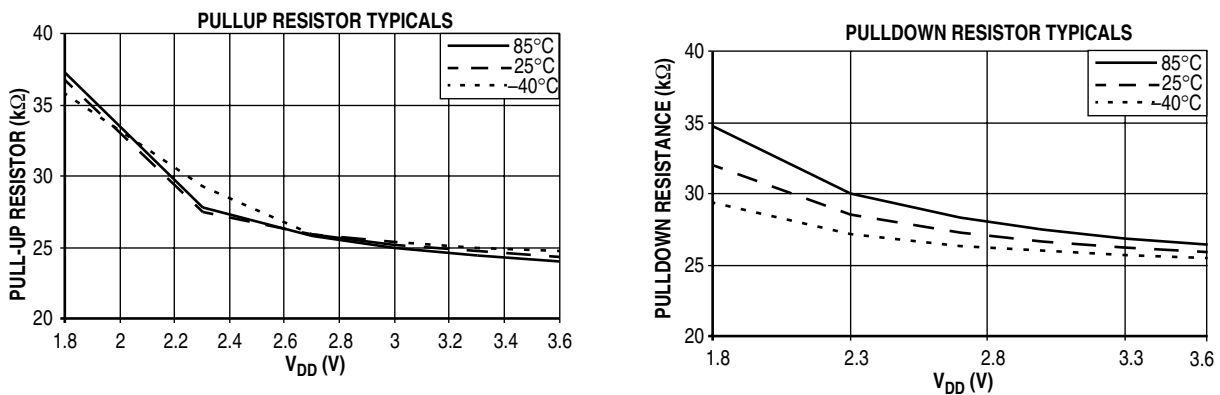 PULLUP RESISTOR TYPICALS
PULL-UP RESISTOR (kΩ)
40
35
30
25
20
85°C
25°C
–40°C
1.8 2 2.2 2.4 2.6 2.8 3 3.2 3.4 3.6
VDD (V)
PULLDOWN RESISTOR TYPICALS
PULLDOWN RESISTANCE (kΩ)
40
35
30
25
20
85°C
25°C
–40°C
1.8 2.3 2.8 3.3 3.6
VDD (V)